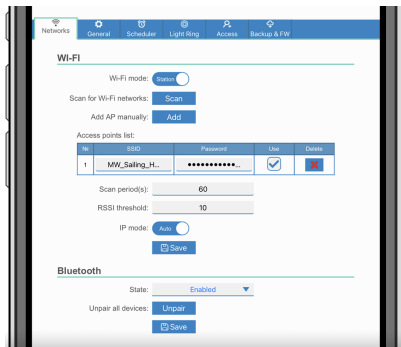 Networks General Scheduler Light Ring Access Backup & FW
WI-FI
Wi-Fi mode: Station
Scan for Wi-Fi networks: Scan
Add AP manually: Add
Access points list:
№ SSID Password Use Delete
1 MW_Sailing_H... ●●●●●●●●●●●...
Scan period(s): 60
RSSI threshold: 10
IP mode: Auto
Save
Bluetooth
State: Enabled
Unpair all devices: Unpair
Save